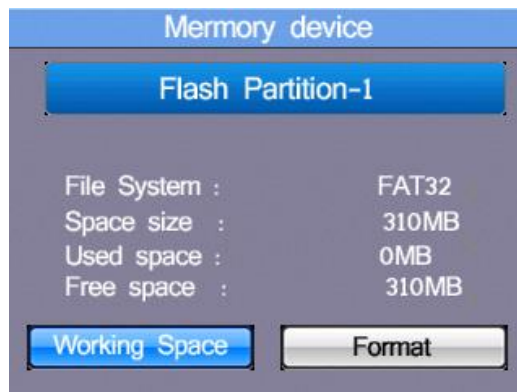 Mermory device
Flash Partition-1
File System : FAT32
Space size : 310MB
Used space : 0MB
Free space : 310MB
Working Space Format